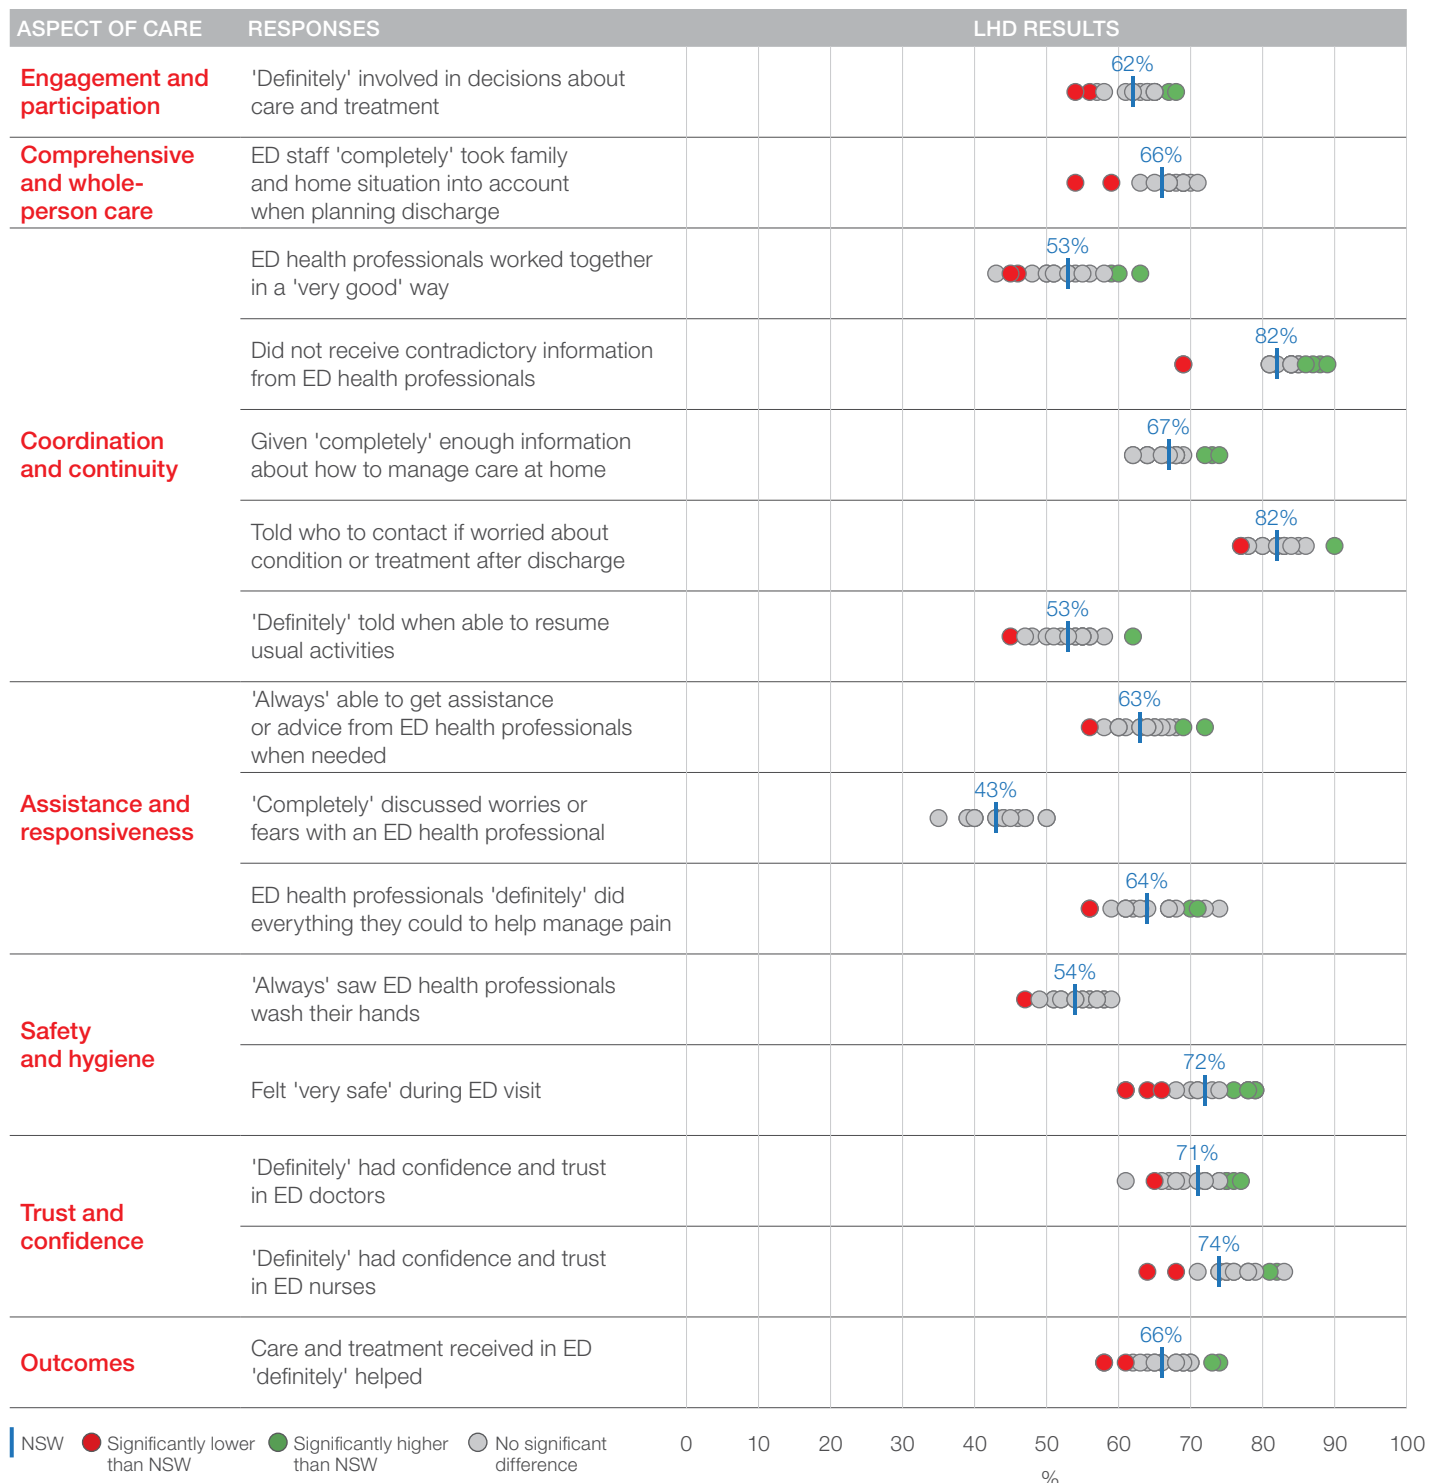 ASPECT OF CARE RESPONSES LHD RESULTS
Engagement and
participation
'Definitely' involved in decisions about
care and treatment
62%
Comprehensive
and whole-
person care
ED staff 'completely' took family
and home situation into account
when planning discharge
66%
Coordination
and continuity
ED health professionals worked together
in a 'very good' way
53%
Did not receive contradictory information
from ED health professionals
82%
Given 'completely' enough information
about how to manage care at home
67%
Told who to contact if worried about
condition or treatment after discharge
82%
'Definitely' told when able to resume
usual activities
53%
Assistance and
responsiveness
'Always' able to get assistance
or advice from ED health professionals
when needed
63%
'Completely' discussed worries or
fears with an ED health professional
43%
ED health professionals 'definitely' did
everything they could to help manage pain
64%
Safety
and hygiene
'Always' saw ED health professionals
wash their hands
54%
Felt 'very safe' during ED visit
72%
Trust and
confidence
'Definitely' had confidence and trust
in ED doctors
71%
'Definitely' had confidence and trust
in ED nurses
74%
Outcomes
Care and treatment received in ED
'definitely' helped
66%
NSW
Significantly lower
than NSW
Significantly higher
than NSW
No significant
difference
0 10 20 30 40 50 60 70 80 90 100
%